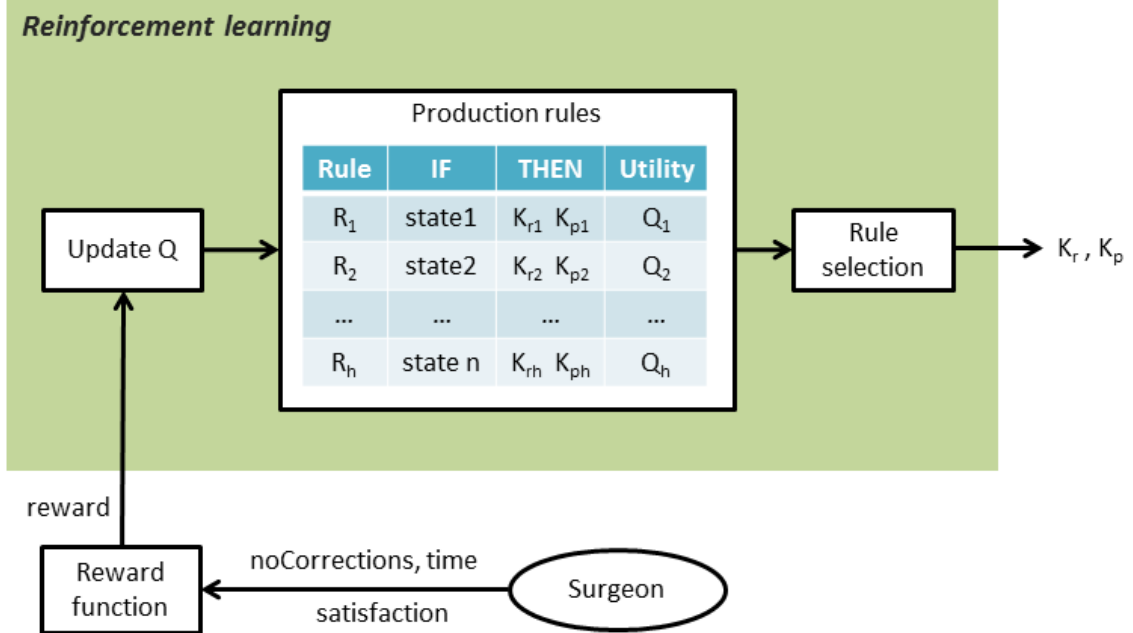 Reinforcement learning
Production rules
Rule IF THEN Utility
R₁ state1 Kᵣ₁ Kₚ₁ Q₁
R₂ state2 Kᵣ₂ Kₚ₂ Q₂
... ... ... ...
Rₕ state n Kᵣₕ Kₚₕ Qₕ
Update Q
Rule
selection
Kᵣ , Kₚ
reward
Reward
function
noCorrections, time
satisfaction
Surgeon